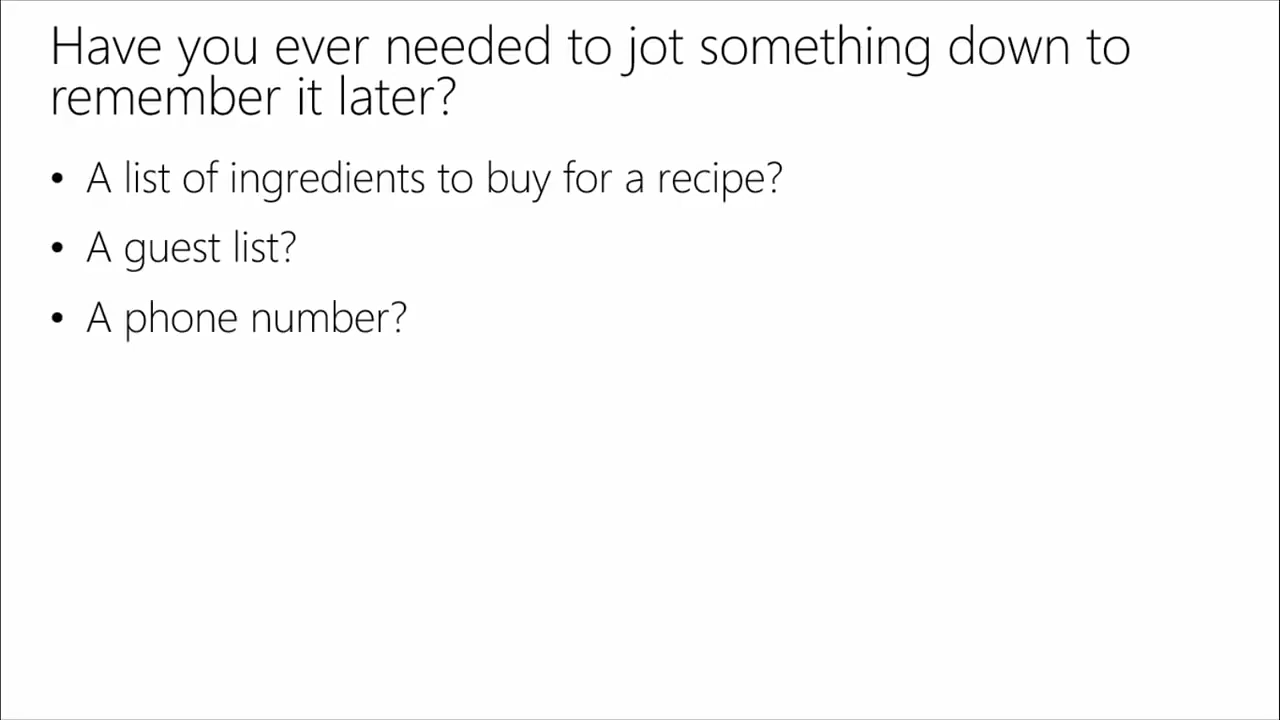 Have you ever needed to jot something down to
remember it later?
• A list of ingredients to buy for a recipe?
• A guest list?
• A phone number?